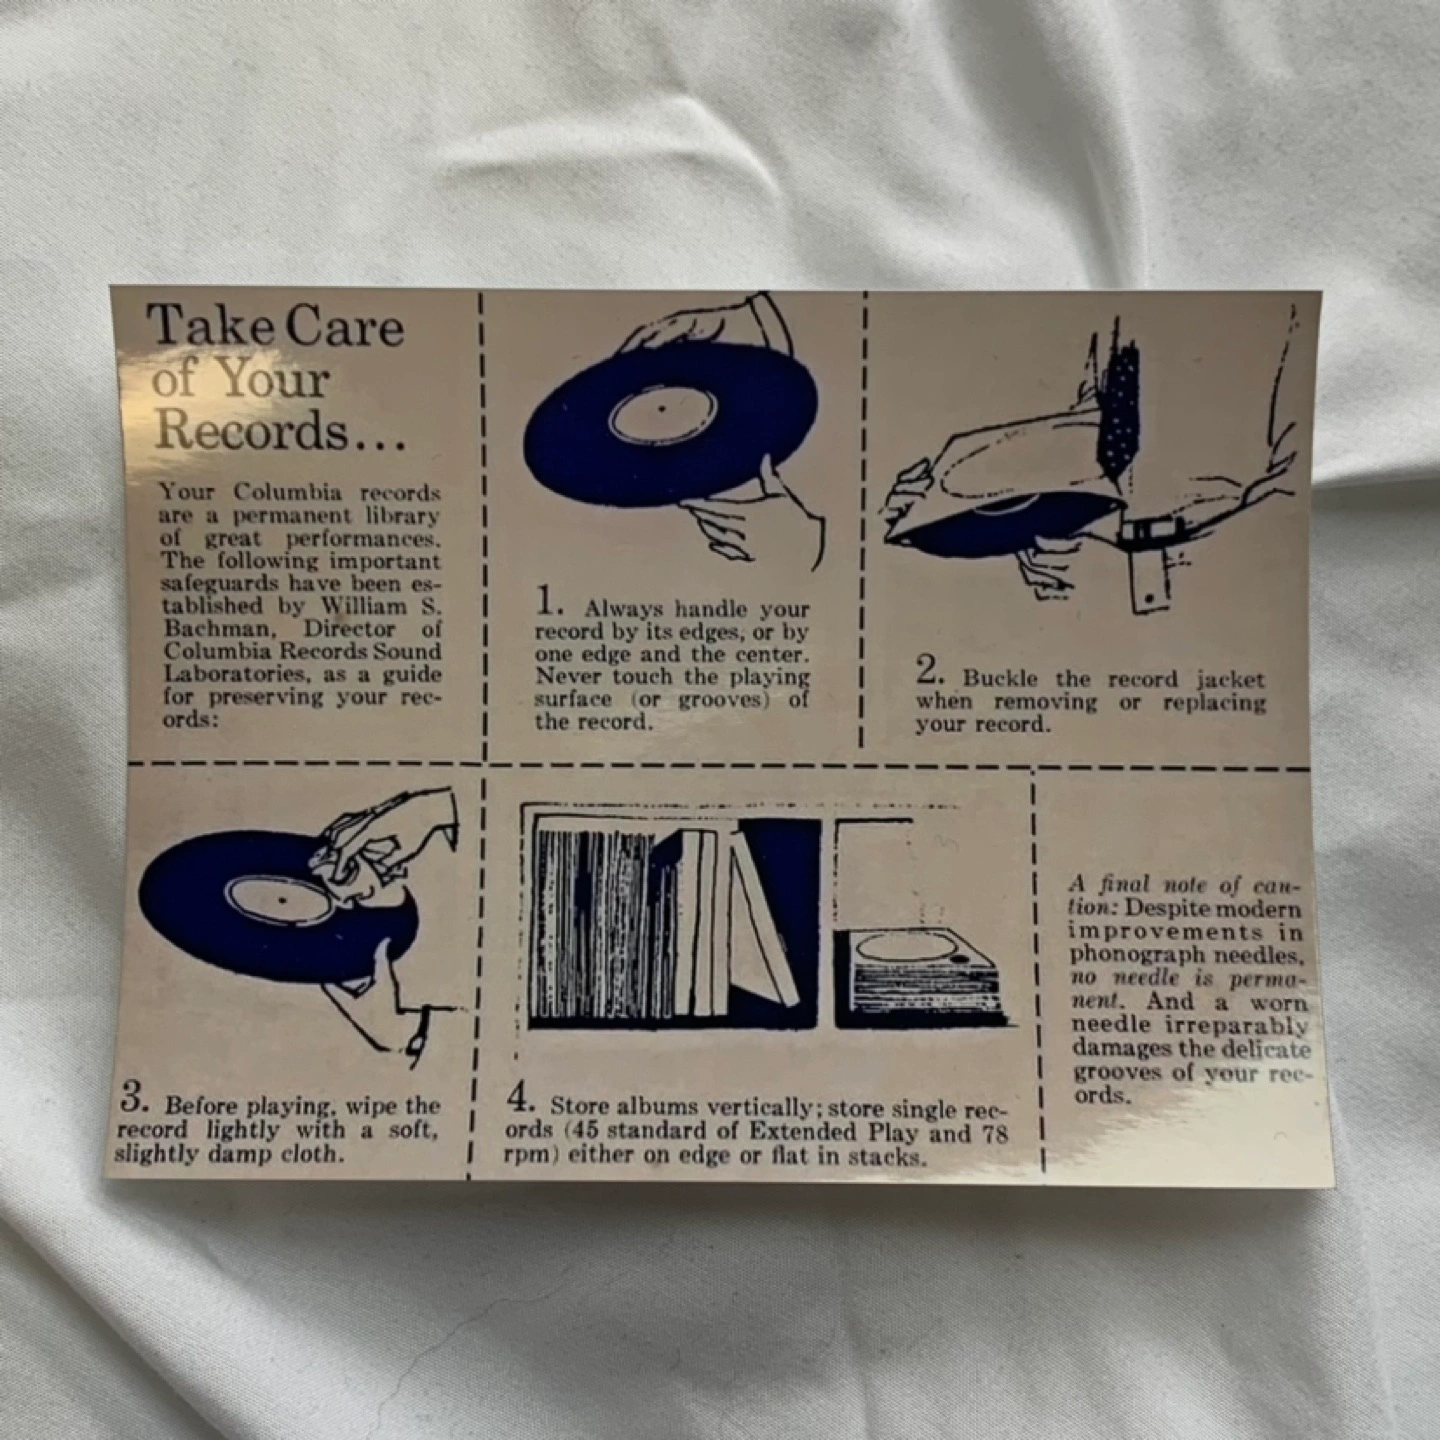 Take Care
of Your
Records...
Your Columbia records
are a permanent library
of great performances.
The following important
safeguards have been es-
tablished by William S.
Bachman, Director of
Columbia Records Sound
Laboratories, as a guide
for preserving your rec-
ords:
1. Always handle your
record by its edges, or by
one edge and the center.
Never touch the playing
surface (or grooves) of
the record.
2. Buckle the record jacket
when removing or replacing
your record.
3. Before playing, wipe the
record lightly with a soft,
slightly damp cloth.
4. Store albums vertically; store single rec-
ords (45 standard of Extended Play and 78
rpm) either on edge or flat in stacks.
A final note of cau-
tion: Despite modern
improvements in
phonograph needles,
no needle is perma-
nent. And a worn
needle irreparably
damages the delicate
grooves of your rec-
ords.